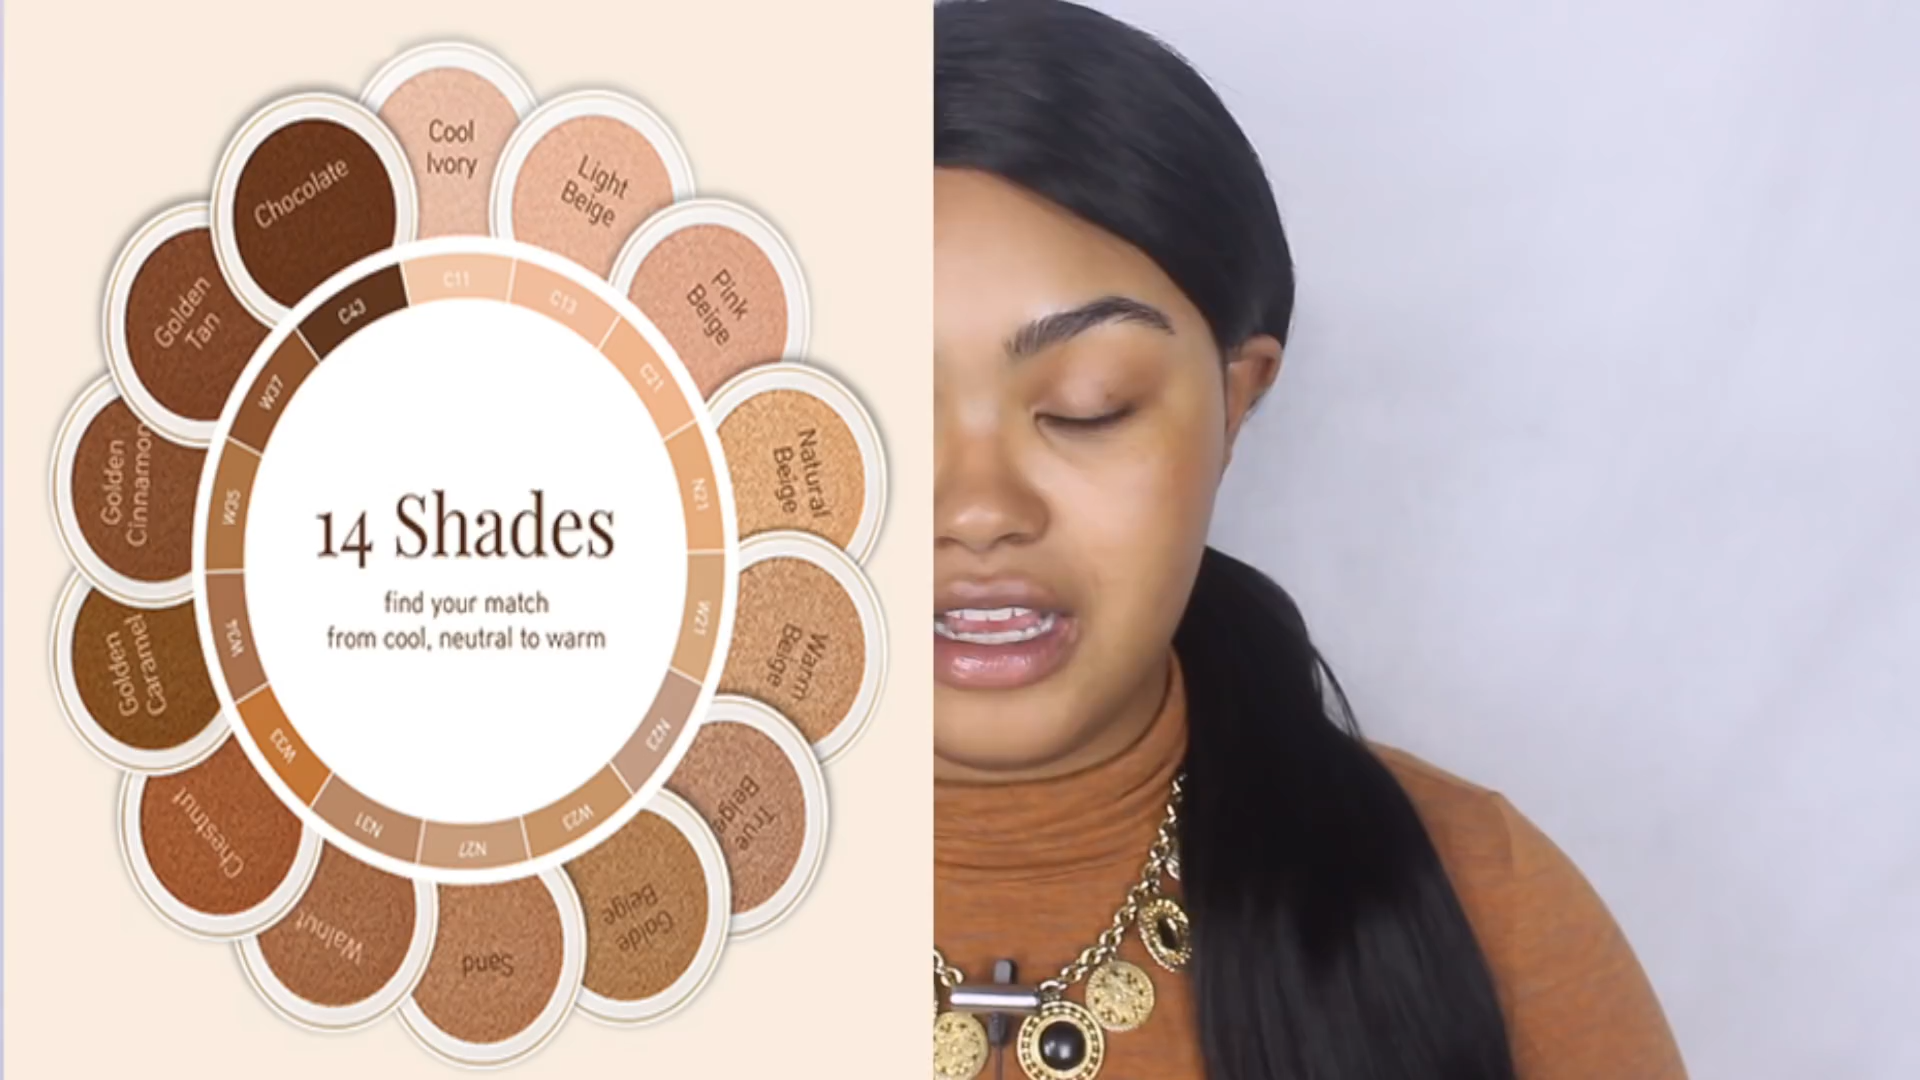 Cool
Ivory
Light
Beige
Pink
Beige
Natural
Beige
Warm
Beige
True
Beige
Golde
Beige
Sand
Walnut
Chestnut
Golden
Caramel
Golden
Cinnamon
Golden
Tan
Chocolate
C11
C13
C21
N21
W21
N23
W23
N27
N31
W33
W34
W35
W37
C43
14 Shades
find your match
from cool, neutral to warm